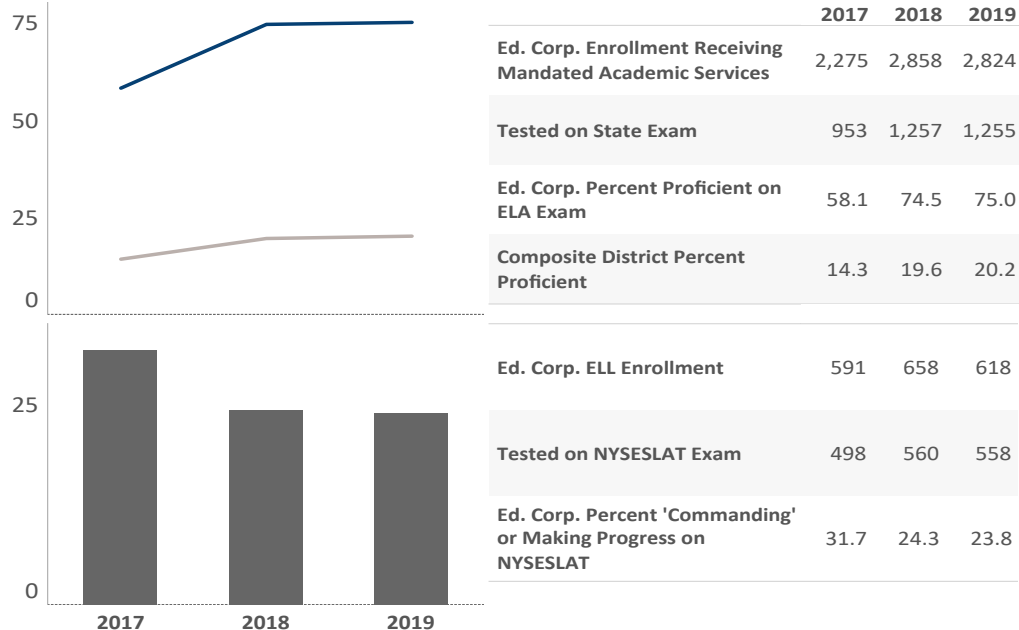 75
50
25
0
2017 2018 2019
Ed. Corp. Enrollment Receiving
Mandated Academic Services 2,275 2,858 2,824
Tested on State Exam 953 1,257 1,255
Ed. Corp. Percent Proficient on
ELA Exam 58.1 74.5 75.0
Composite District Percent
Proficient 14.3 19.6 20.2
25
0
2017 2018 2019
Ed. Corp. ELL Enrollment 591 658 618
Tested on NYSESLAT Exam 498 560 558
Ed. Corp. Percent 'Commanding'
or Making Progress on 31.7 24.3 23.8
NYSESLAT